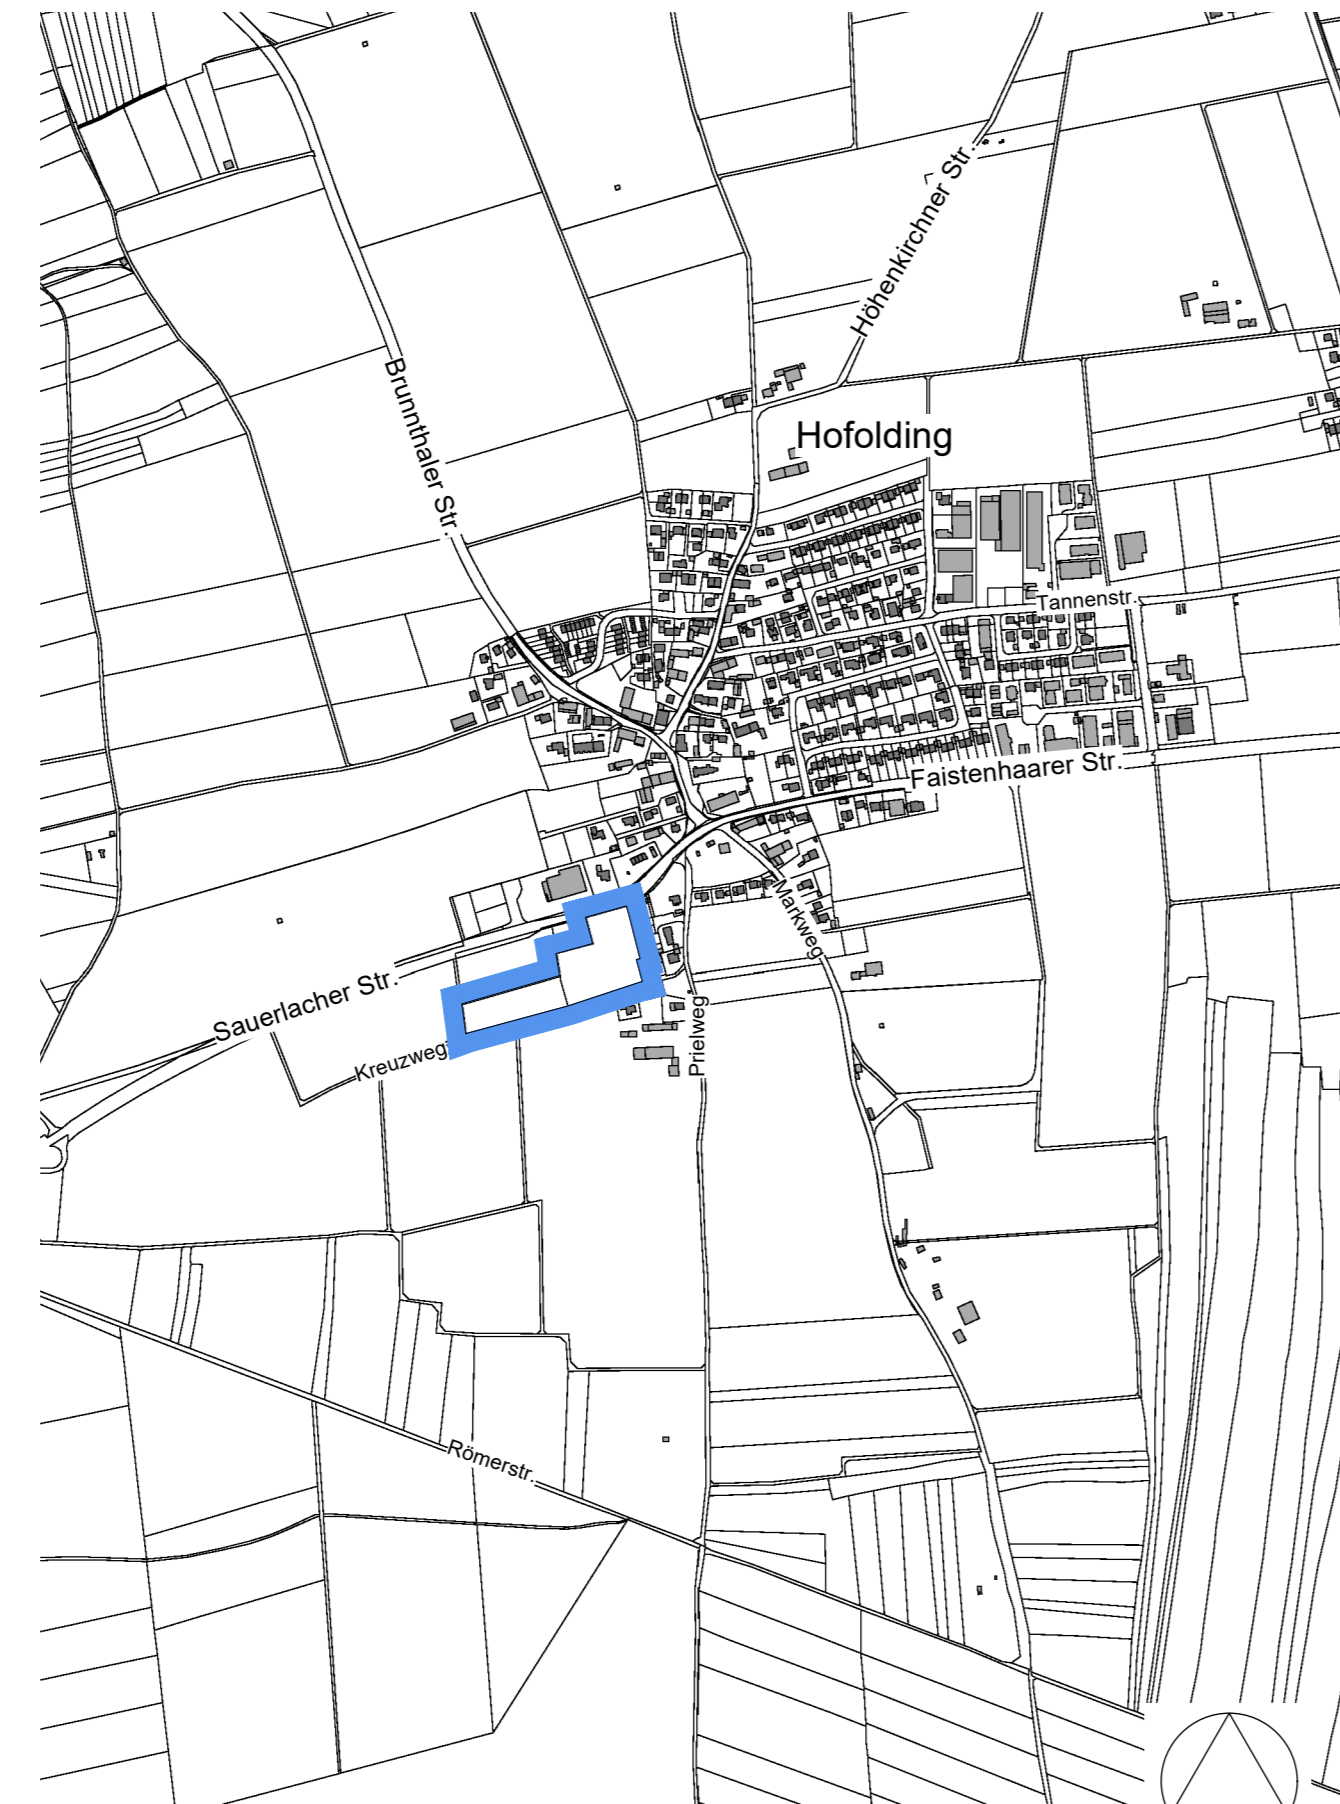 Höhenkirchner Str.
Brunnthaler Str.
Hofolding
Tannenstr.
Faistenhaarer Str.
Markweg
Sauerlacher Str.
Prielweg
Kreuzweg
Römerstr.